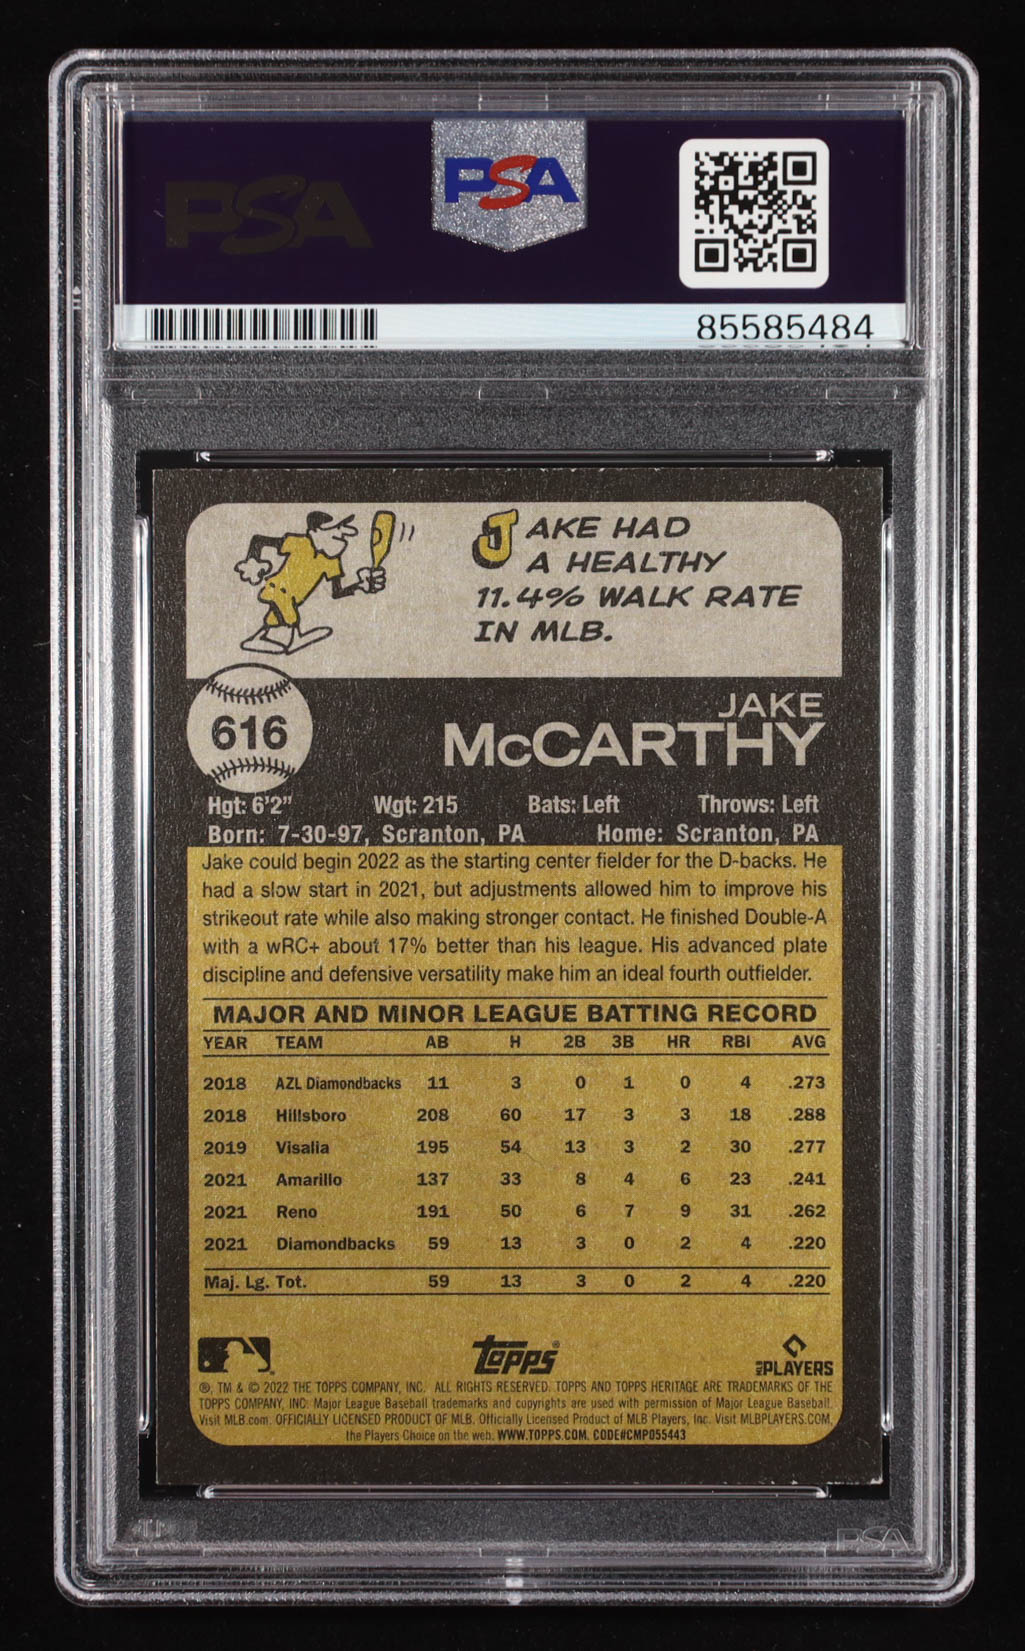 PSA
PSA
85585484
JAKE HAD
A HEALTHY
11.4% WALK RATE
IN MLB.
616
JAKE
McCARTHY
Hgt: 6'2" Wgt: 215 Bats: Left Throws: Left
Born: 7-30-97, Scranton, PA Home: Scranton, PA
Jake could begin 2022 as the starting center fielder for the D-backs. He
had a slow start in 2021, but adjustments allowed him to improve his
strikeout rate while also making stronger contact. He finished Double-A
with a wRC+ about 17% better than his league. His advanced plate
discipline and defensive versatility make him an ideal fourth outfielder.
MAJOR AND MINOR LEAGUE BATTING RECORD
YEAR TEAM AB H 2B 3B HR RBI AVG
2018 AZL Diamondbacks 11 3 0 1 0 4 .273
2018 Hillsboro 208 60 17 3 3 18 .288
2019 Visalia 195 54 13 3 2 30 .277
2021 Amarillo 137 33 8 4 6 23 .241
2021 Reno 191 50 6 7 9 31 .262
2021 Diamondbacks 59 13 3 0 2 4 .220
Maj. Lg. Tot. 59 13 3 0 2 4 .220
Topps®
MLB PLAYERS
®, TM & © 2022 THE TOPPS COMPANY, INC. ALL RIGHTS RESERVED. TOPPS AND TOPPS HERITAGE ARE TRADEMARKS OF THE
TOPPS COMPANY, INC. Major League Baseball trademarks and copyrights are used with permission of Major League Baseball.
Visit MLB.com. OFFICIALLY LICENSED PRODUCT OF MLB. Officially Licensed Product of MLB Players, Inc. Visit MLBPLAYERS.COM,
the Players Choice on the web. WWW.TOPPS.COM. CODE#CMP055443
PSA